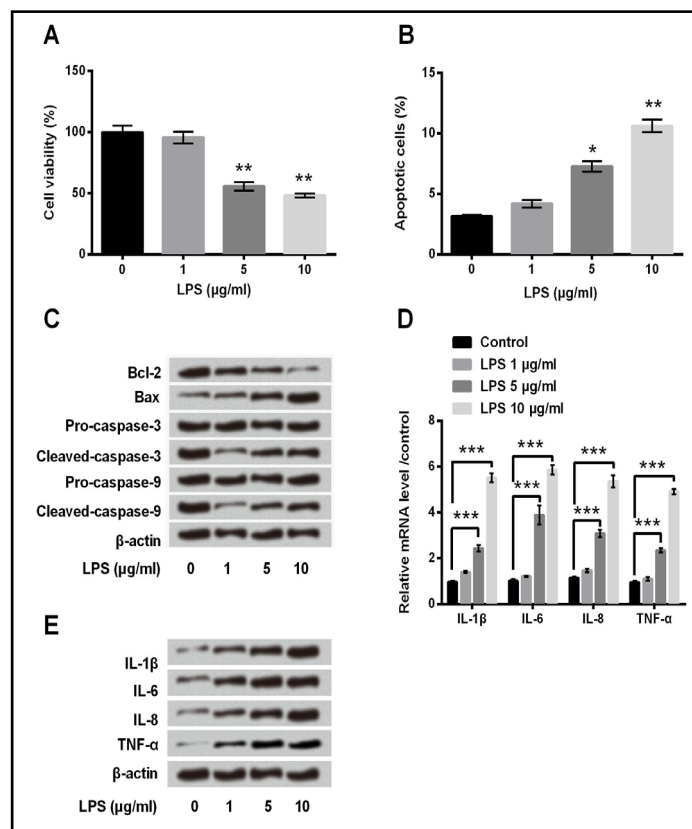 A
Cell viability (%)
150
100
50
0
** **
0 1 5 10
LPS (µg/ml)
B
Apoptotic cells (%)
15
10
5
0
* **
0 1 5 10
LPS (µg/ml)
C
Bcl-2
Bax
Pro-caspase-3
Cleaved-caspase-3
Pro-caspase-9
Cleaved-caspase-9
β-actin
LPS (µg/ml) 0 1 5 10
D
Control
LPS 1 µg/ml
LPS 5 µg/ml
LPS 10 µg/ml
Relative mRNA level /control
8
6
4
2
0
*** *** *** ***
*** *** *** ***
IL-1β IL-6 IL-8 TNF-α
E
IL-1β
IL-6
IL-8
TNF-α
β-actin
LPS (µg/ml) 0 1 5 10